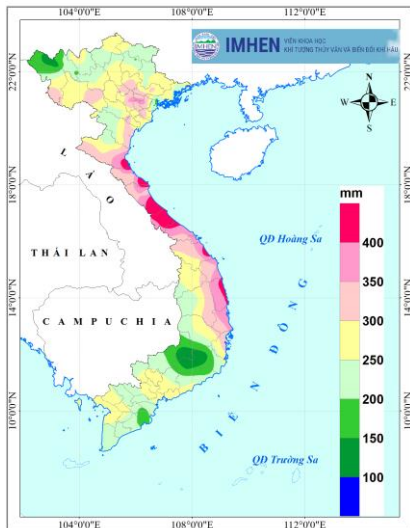 104°0'0"E
108°0'0"E
112°0'0"E
IMHEN
VIỆN KHOA HỌC
KHÍ TƯỢNG THỦY VĂN VÀ BIẾN ĐỔI KHÍ HẬU
22°0'0"N
22°0'0"N
N
W
E
S
LÀO
18°0'0"N
18°0'0"N
mm
QĐ Hoàng Sa
400
THÁI LAN
350
14°0'0"N
14°0'0"N
CAMPUCHIA
300
250
BIỂN ĐÔNG
200
10°0'0"N
10°0'0"N
150
QĐ Trường Sa
100
104°0'0"E
108°0'0"E
112°0'0"E